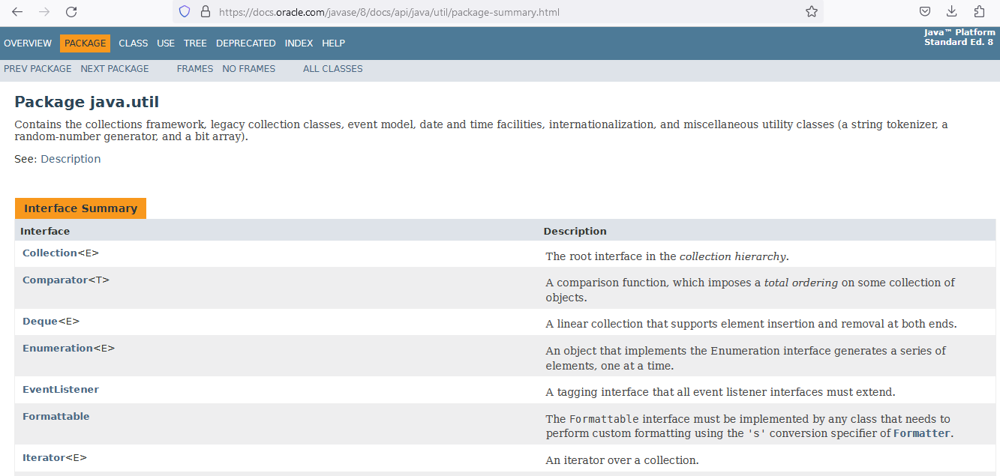 https://docs.oracle.com/javase/8/docs/api/java/util/package-summary.html
Java™ Platform
Standard Ed. 8
OVERVIEW PACKAGE CLASS USE TREE DEPRECATED INDEX HELP
PREV PACKAGE NEXT PACKAGE FRAMES NO FRAMES ALL CLASSES
Package java.util
Contains the collections framework, legacy collection classes, event model, date and time facilities, internationalization, and miscellaneous utility classes (a string tokenizer, a
random-number generator, and a bit array).
See: Description
Interface Summary
Interface Description
Collection<E> The root interface in the collection hierarchy.
Comparator<T> A comparison function, which imposes a total ordering on some collection of
objects.
Deque<E> A linear collection that supports element insertion and removal at both ends.
Enumeration<E> An object that implements the Enumeration interface generates a series of
elements, one at a time.
EventListener A tagging interface that all event listener interfaces must extend.
Formattable The Formattable interface must be implemented by any class that needs to
perform custom formatting using the 's' conversion specifier of Formatter.
Iterator<E> An iterator over a collection.